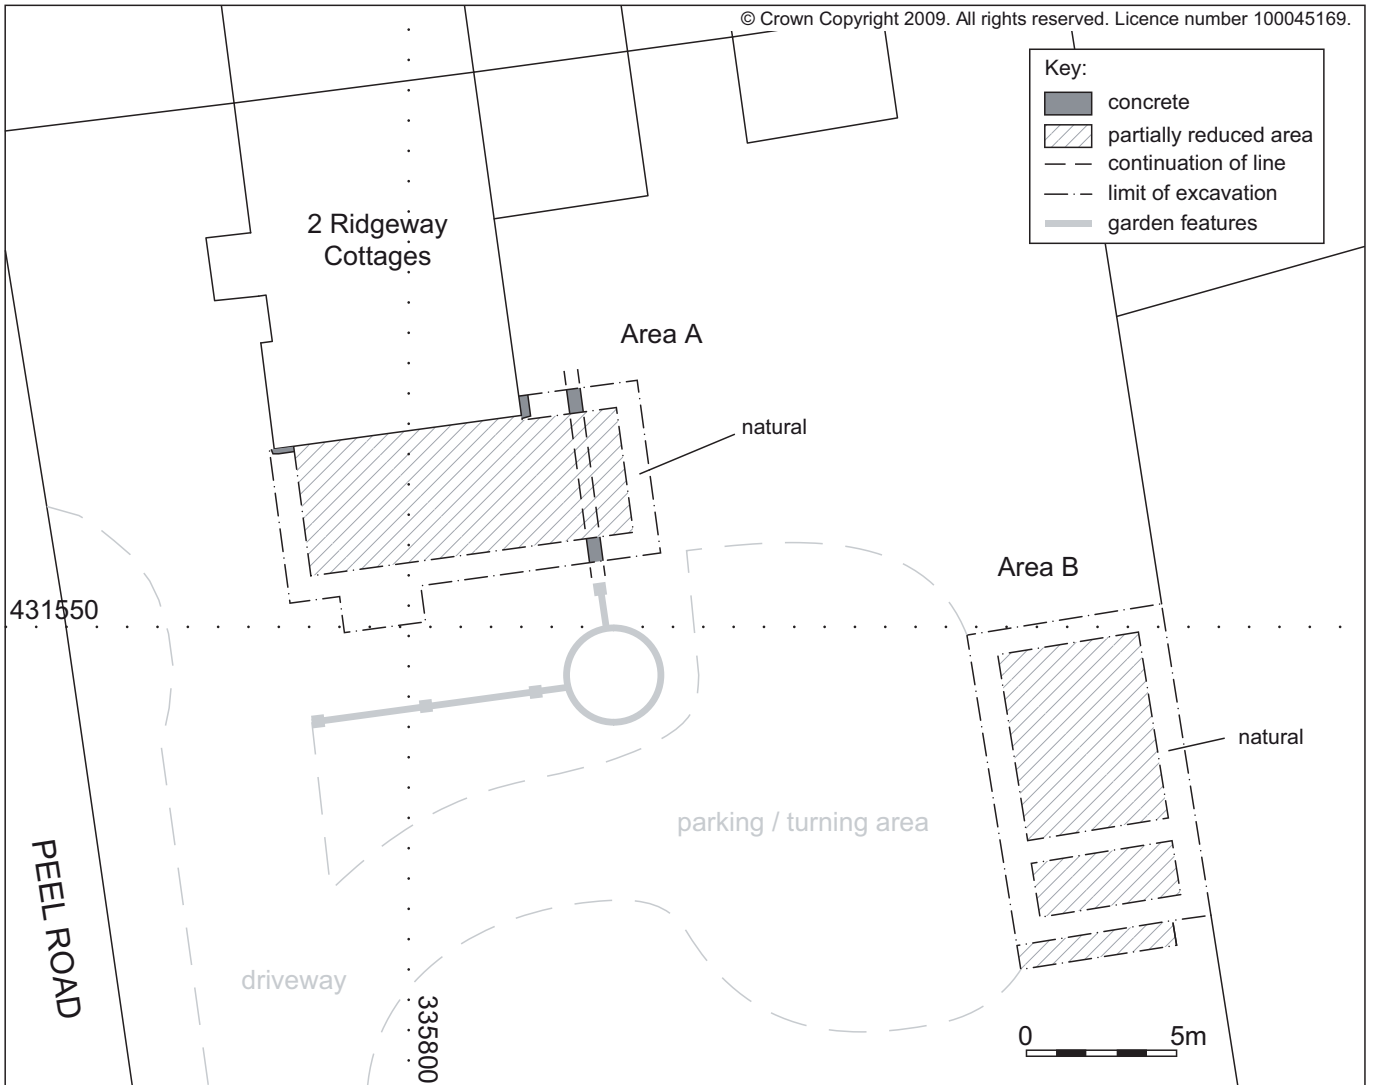 © Crown Copyright 2009. All rights reserved. Licence number 100045169.
Key:
concrete
partially reduced area
continuation of line
limit of excavation
garden features
2 Ridgeway
Cottages
Area A
natural
Area B
431550
natural
parking / turning area
PEEL ROAD
driveway
335800
0 5m